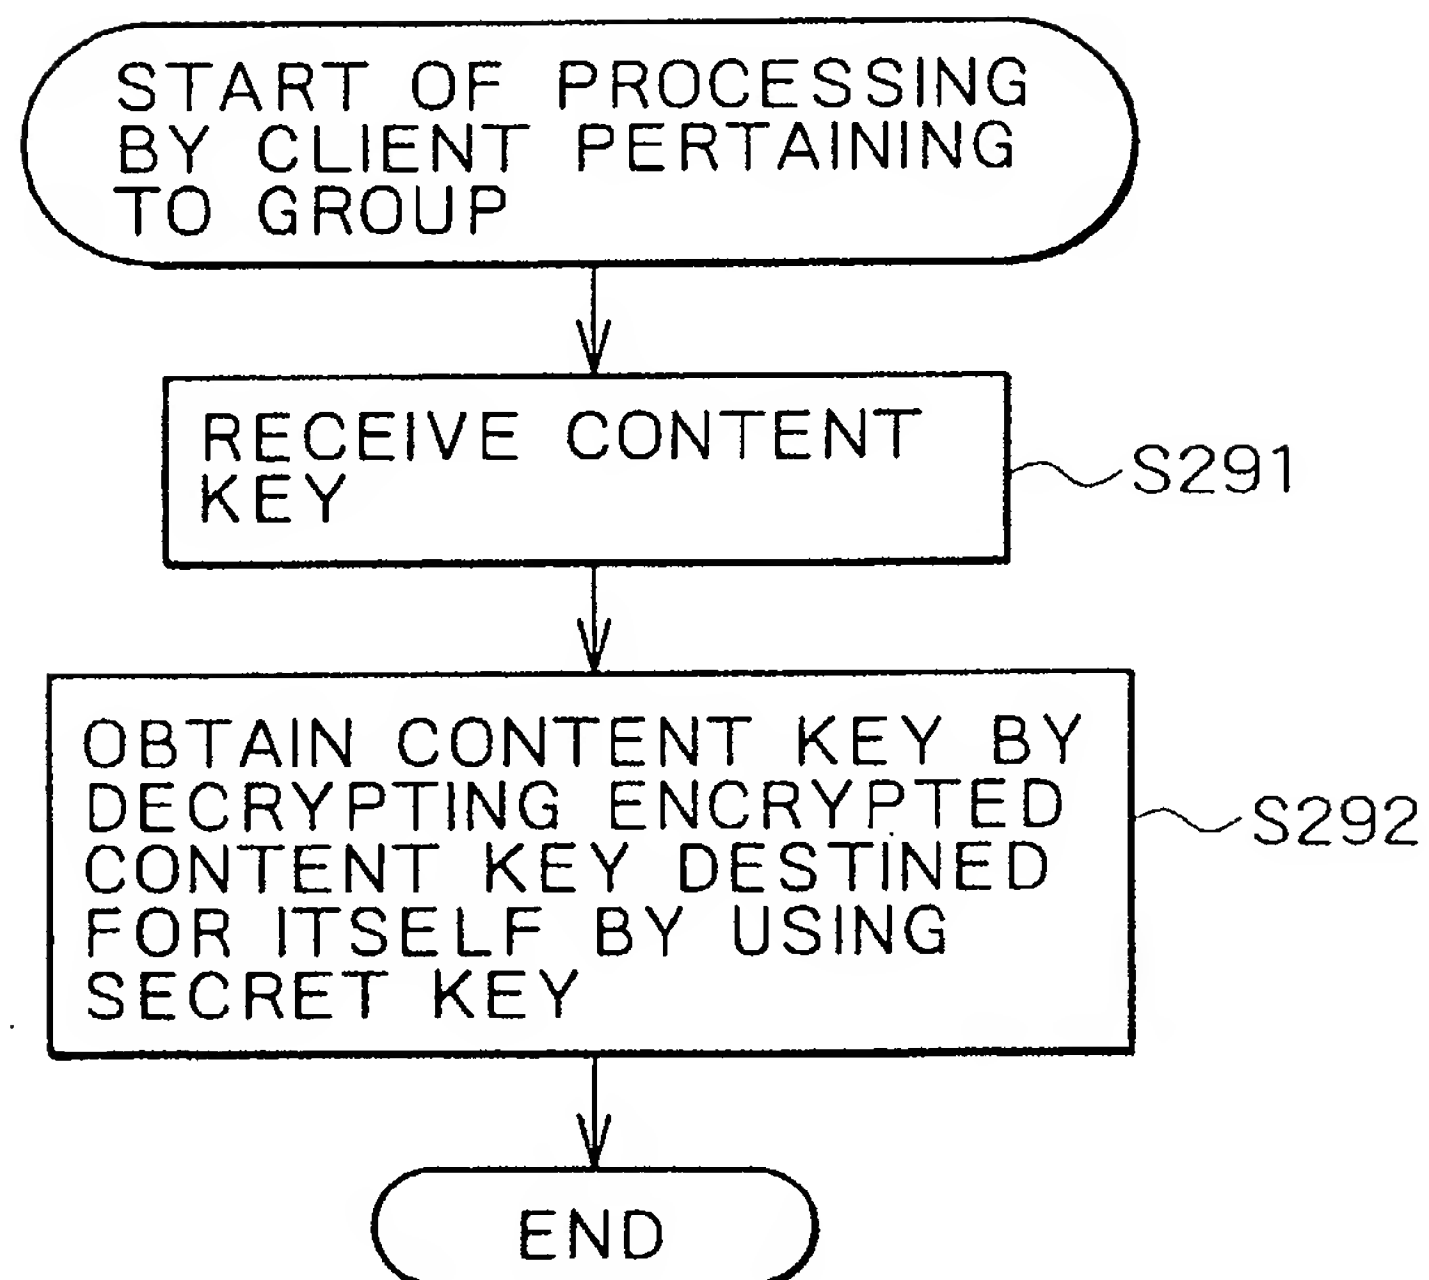 START OF PROCESSING
BY CLIENT PERTAINING
TO GROUP
RECEIVE CONTENT
KEY
S291
OBTAIN CONTENT KEY BY
DECRYPTING ENCRYPTED
CONTENT KEY DESTINED
FOR ITSELF BY USING
SECRET KEY
S292
END